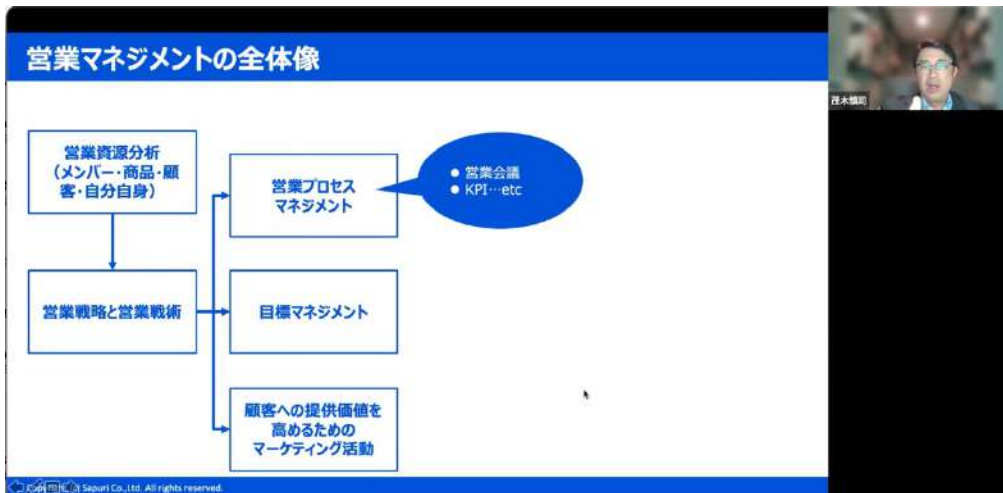 営業マネジメントの全体像
茂木慎司
営業資源分析
（メンバー・商品・顧
客・自分自身）
営業プロセス
マネジメント
● 営業会議
● KPI…etc
営業戦略と営業戦術
目標マネジメント
顧客への提供価値を
高めるための
マーケティング活動
Sapuri Co.,Ltd. All rights reserved.